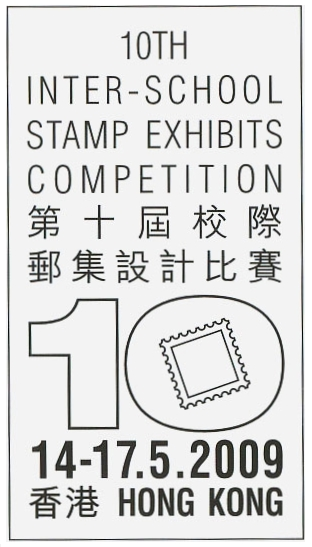 10TH
INTER-SCHOOL
STAMP EXHIBITS
COMPETITION
第十屆校際
郵集設計比賽
10
14-17.5.2009
香港 HONG KONG